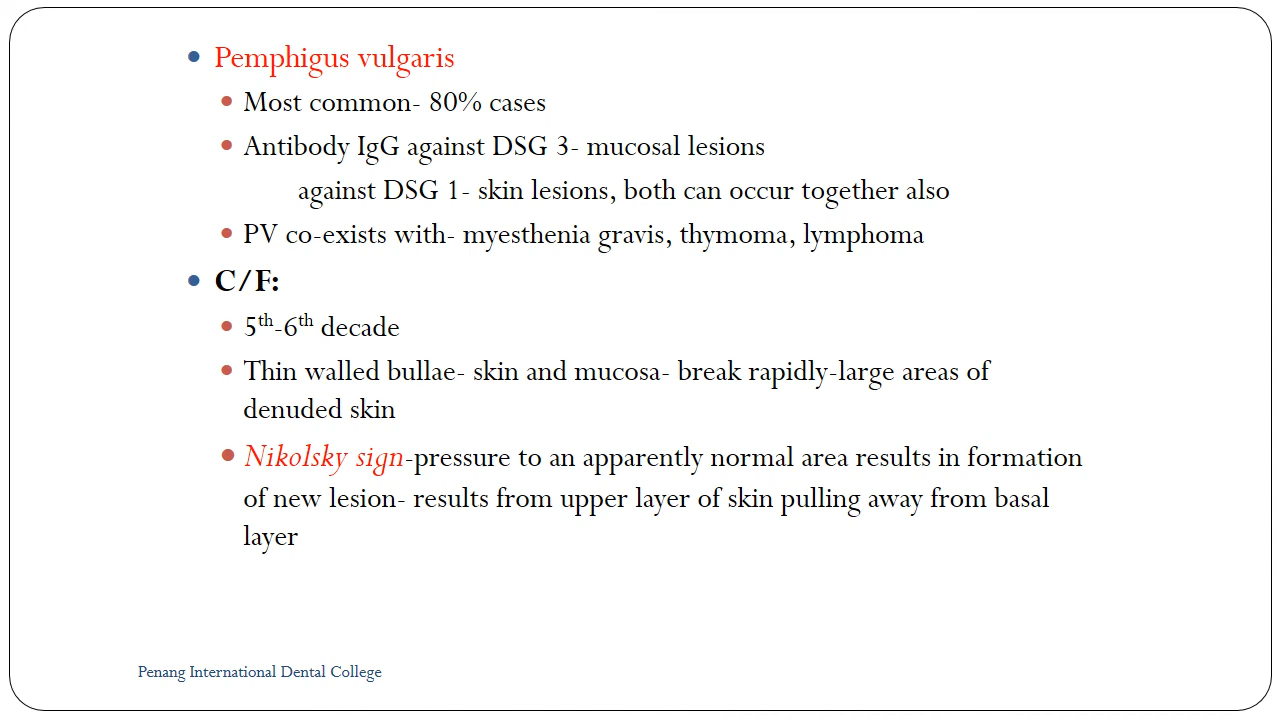 Pemphigus vulgaris
Most common- 80% cases
Antibody IgG against DSG 3- mucosal lesions
against DSG 1- skin lesions, both can occur together also
PV co-exists with- myesthenia gravis, thymoma, lymphoma
C/F:
5th-6th decade
Thin walled bullae- skin and mucosa- break rapidly-large areas of
denuded skin
Nikolsky sign-pressure to an apparently normal area results in formation
of new lesion- results from upper layer of skin pulling away from basal
layer
Penang International Dental College